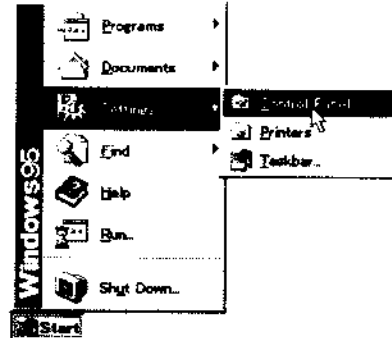 Programs
Documents
Settings
Control Panel
Printers
Taskbar...
Find
Help
Run...
Shut Down...
Windows95
Start